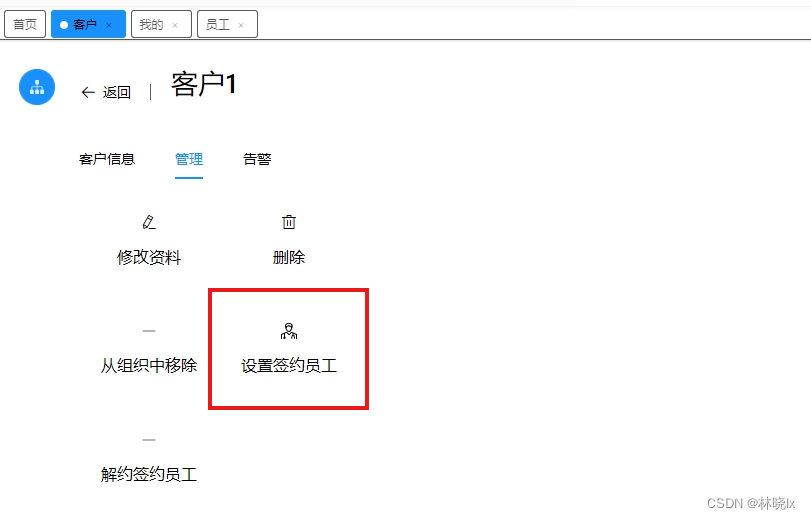 首页 客户 × 我的 × 员工 ×
← 返回 | 客户1
客户信息 管理 告警
修改资料 删除
从组织中移除 设置签约员工
解约签约员工
CSDN @林晓lx